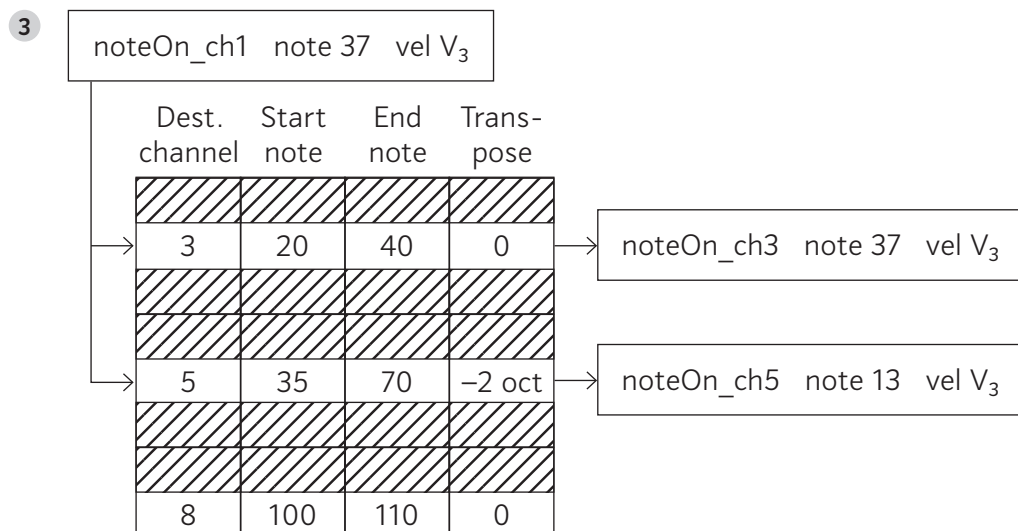 3
noteOn_ch1 note 37 vel V₃
Dest. channel Start note End note Trans-pose
3 20 40 0
noteOn_ch3 note 37 vel V₃
5 35 70 –2 oct
noteOn_ch5 note 13 vel V₃
8 100 110 0